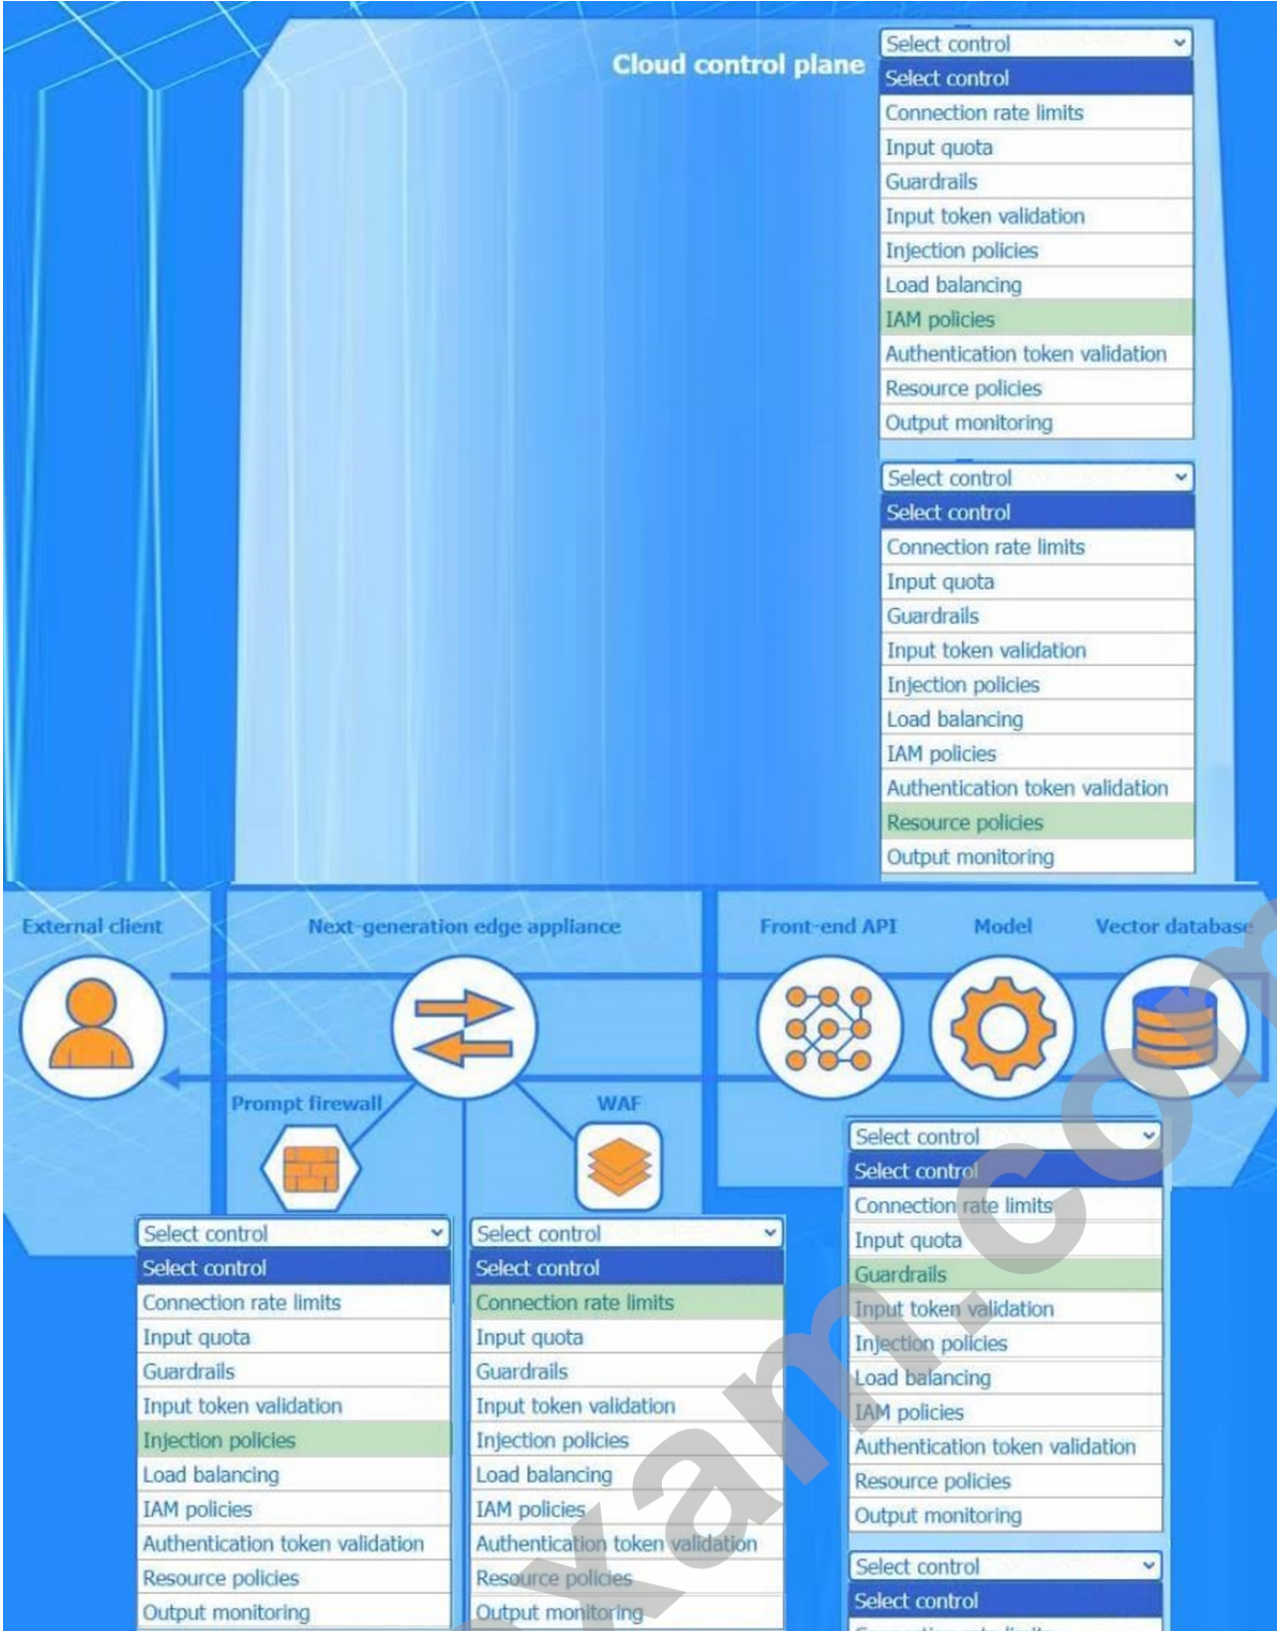 Cloud control plane
Select control
Select control
Connection rate limits
Input quota
Guardrails
Input token validation
Injection policies
Load balancing
IAM policies
Authentication token validation
Resource policies
Output monitoring
Select control
Select control
Connection rate limits
Input quota
Guardrails
Input token validation
Injection policies
Load balancing
IAM policies
Authentication token validation
Resource policies
Output monitoring
External client
Next-generation edge appliance
Front-end API
Model
Vector database
Prompt firewall
WAF
Select control
Select control
Connection rate limits
Input quota
Guardrails
Input token validation
Injection policies
Load balancing
IAM policies
Authentication token validation
Resource policies
Output monitoring
Select control
Select control
Connection rate limits
Input quota
Guardrails
Input token validation
Injection policies
Load balancing
IAM policies
Authentication token validation
Resource policies
Output monitoring
Select control
Select control
Connection rate limits
Input quota
Guardrails
Input token validation
Injection policies
Load balancing
IAM policies
Authentication token validation
Resource policies
Output monitoring
Select control
Select control
xam.com